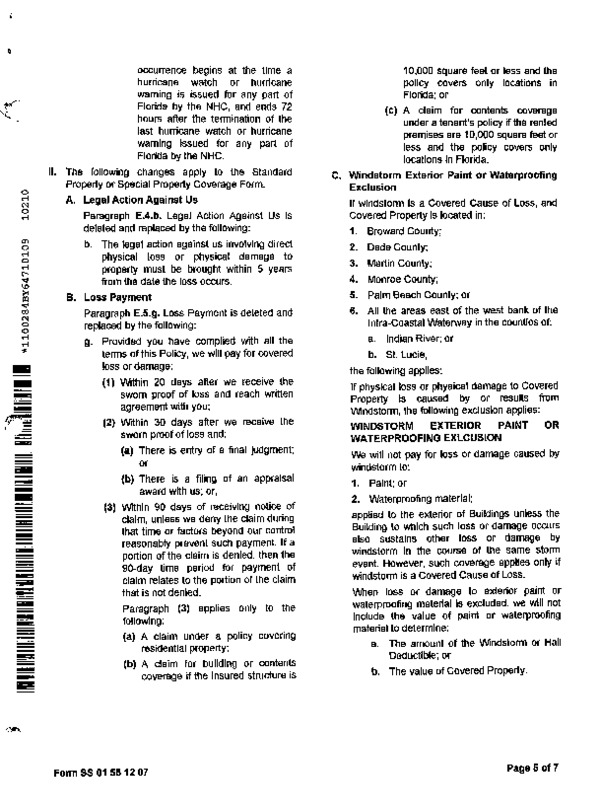 occurrence begins at the time a
hurricane watch or hurricane
warning is issued for any part of
Florida by the NHC, and ends 72
hours after the termination of the
last hurricane watch or hurricane
warning issued for any part of
Florida by the NHC.
II. The following changes apply to the Standard
Property or Special Property Coverage Form.
A. Legal Action Against Us
Paragraph E.4.b. Legal Action Against Us is
deleted and replaced by the following:
b. The legal action against us involving direct
physical loss or physical damage to
property must be brought within 5 years
from the date the loss occurs.
B. Loss Payment
Paragraph E.5.g. Loss Payment is deleted and
replaced by the following:
g. Provided you have complied with all the
terms of this Policy, we will pay for covered
loss or damage:
(1) Within 20 days after we receive the
sworn proof of loss and reach written
agreement with you;
(2) Within 30 days after we receive the
sworn proof of loss and;
(a) There is entry of a final judgment;
or
(b) There is a filing of an appraisal
award with us; or,
(3) Within 90 days of receiving notice of
claim, unless we deny the claim during
that time or factors beyond our control
reasonably prevent such payment. If a
portion of the claim is denied, then the
90-day time period for payment of
claim relates to the portion of the claim
that is not denied.
Paragraph (3) applies only to the
following:
(a) A claim under a policy covering
residential property;
(b) A claim for building or contents
coverage if the insured structure is
10,000 square feet or less and the
policy covers only locations in
Florida; or
(c) A claim for contents coverage
under a tenant's policy if the rented
premises are 10,000 square feet or
less and the policy covers only
locations in Florida.
C. Windstorm Exterior Paint or Waterproofing
Exclusion
If windstorm is a Covered Cause of Loss, and
Covered Property is located in:
1. Broward County;
2. Dade County;
3. Martin County;
4. Monroe County;
5. Palm Beach County; or
6. All the areas east of the west bank of the
Intra-Coastal Waterway in the counties of:
a. Indian River; or
b. St. Lucie,
the following applies:
If physical loss or physical damage to Covered
Property is caused by or results from
Windstorm, the following exclusion applies:
WINDSTORM EXTERIOR PAINT OR
WATERPROOFING EXLCUSION
We will not pay for loss or damage caused by
windstorm to:
1. Paint; or
2. Waterproofing material;
applied to the exterior of Buildings unless the
Building to which such loss or damage occurs
also sustains other loss or damage by
windstorm in the course of the same storm
event. However, such coverage applies only if
windstorm is a Covered Cause of Loss.
When loss or damage to exterior paint or
waterproofing material is excluded, we will not
include the value of paint or waterproofing
material to determine:
a. The amount of the Windstorm or Hail
Deductible; or
b. The value of Covered Property.
*1100284BY64710109 10210
Form SS 01 56 12 07
Page 5 of 7